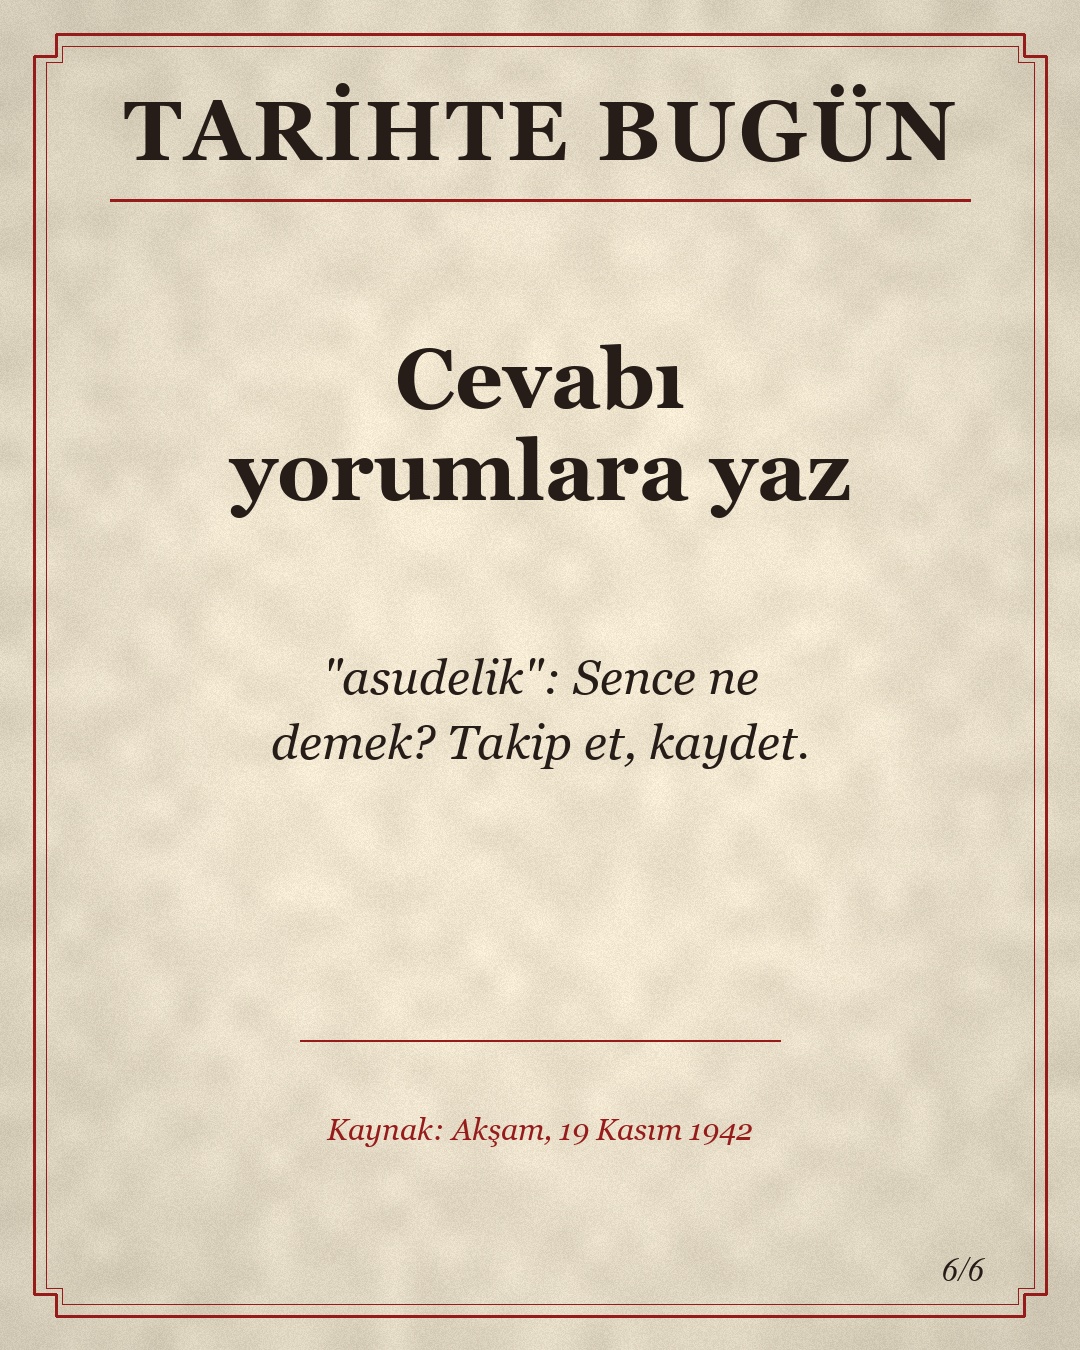 TARİHTE BUGÜN
Cevabı
yorumlara yaz
"asudelik": Sence ne
demek? Takip et, kaydet.
Kaynak: Akşam, 19 Kasım 1942
6/6